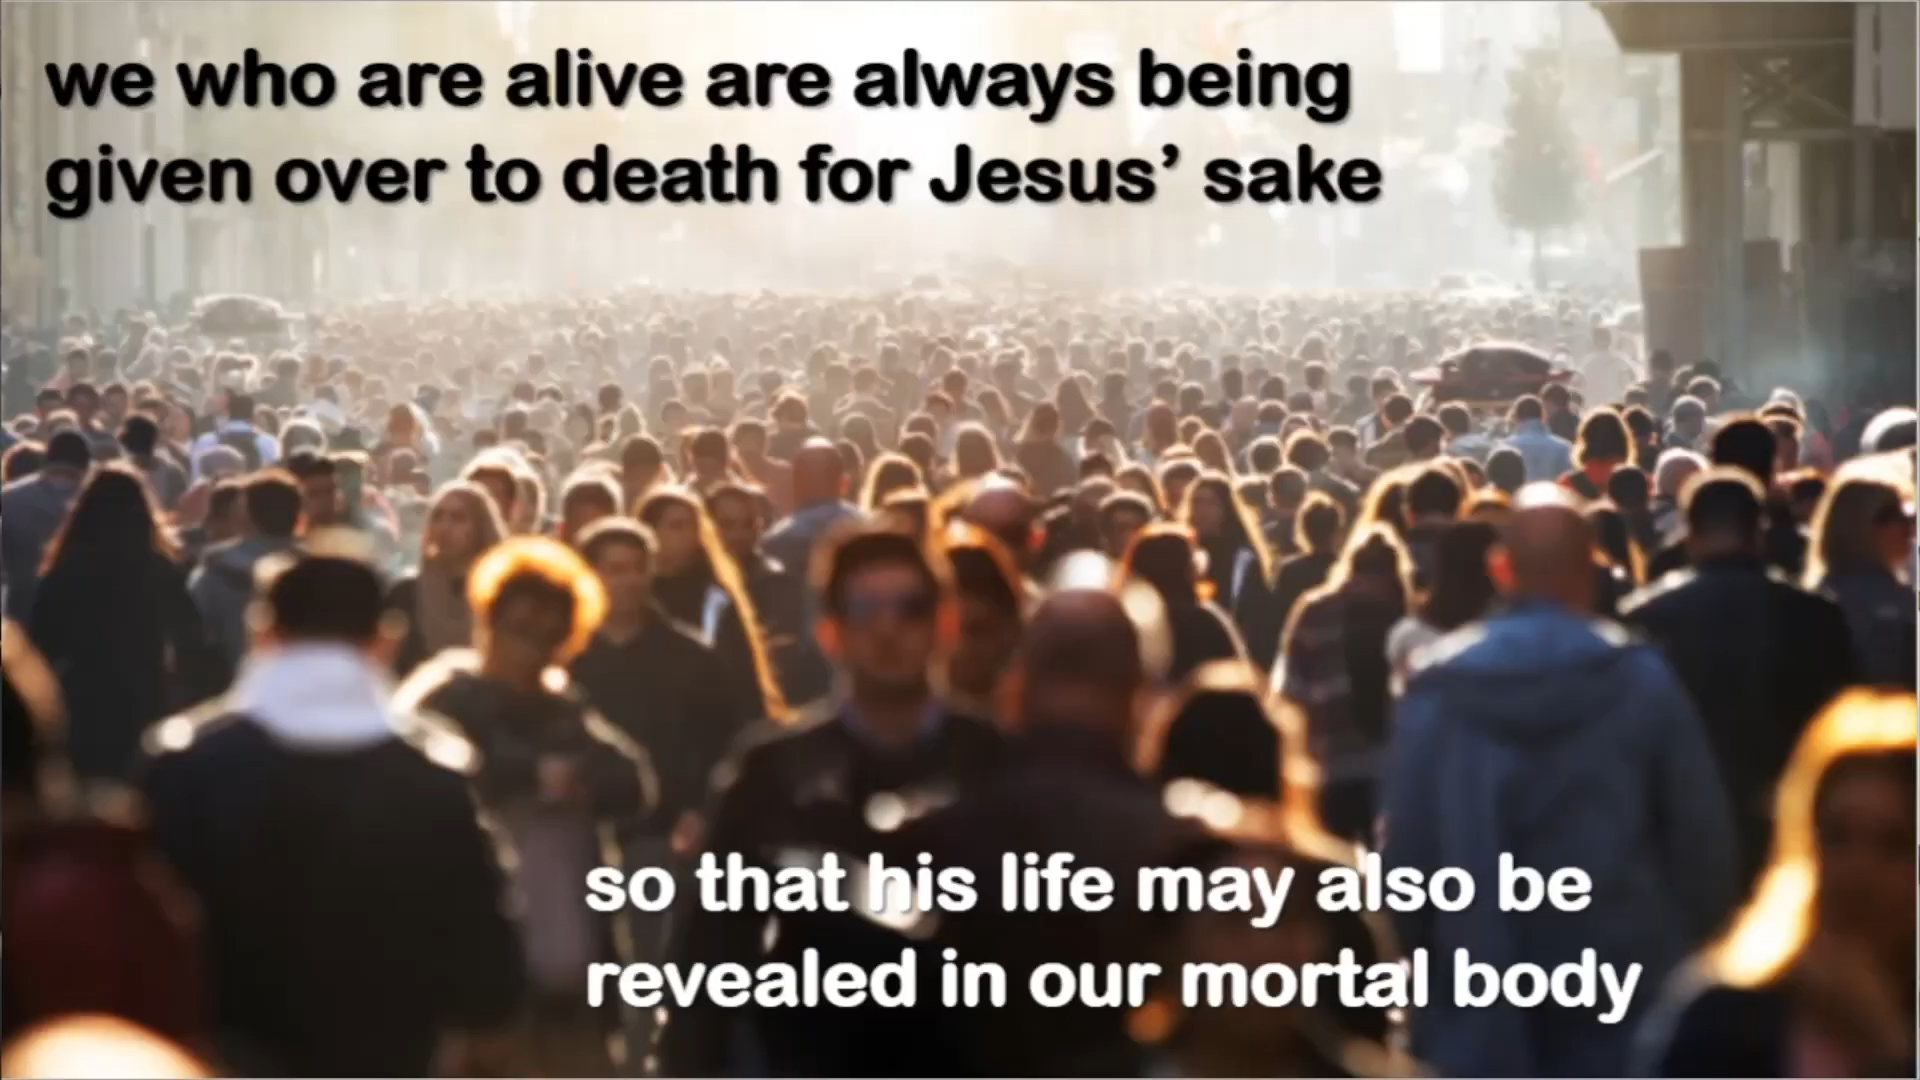 we who are alive are always being
given over to death for Jesus’ sake
so that his life may also be
revealed in our mortal body